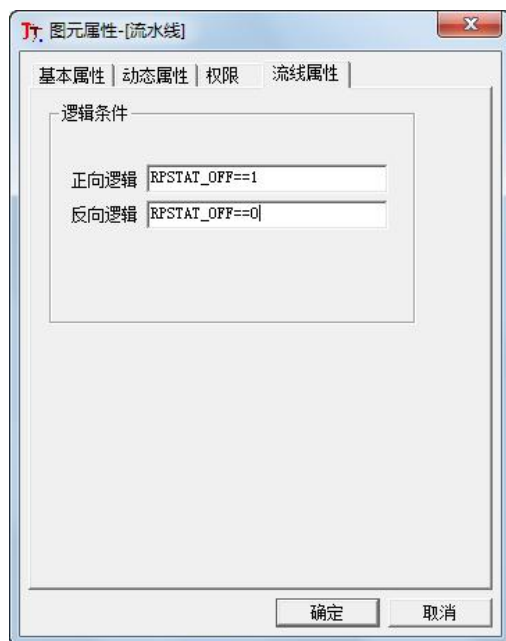 图元属性-[流水线]
基本属性 动态属性 权限 流线属性
逻辑条件
正向逻辑 RPSTAT_OFF==1
反向逻辑 RPSTAT_OFF==0
确定 取消